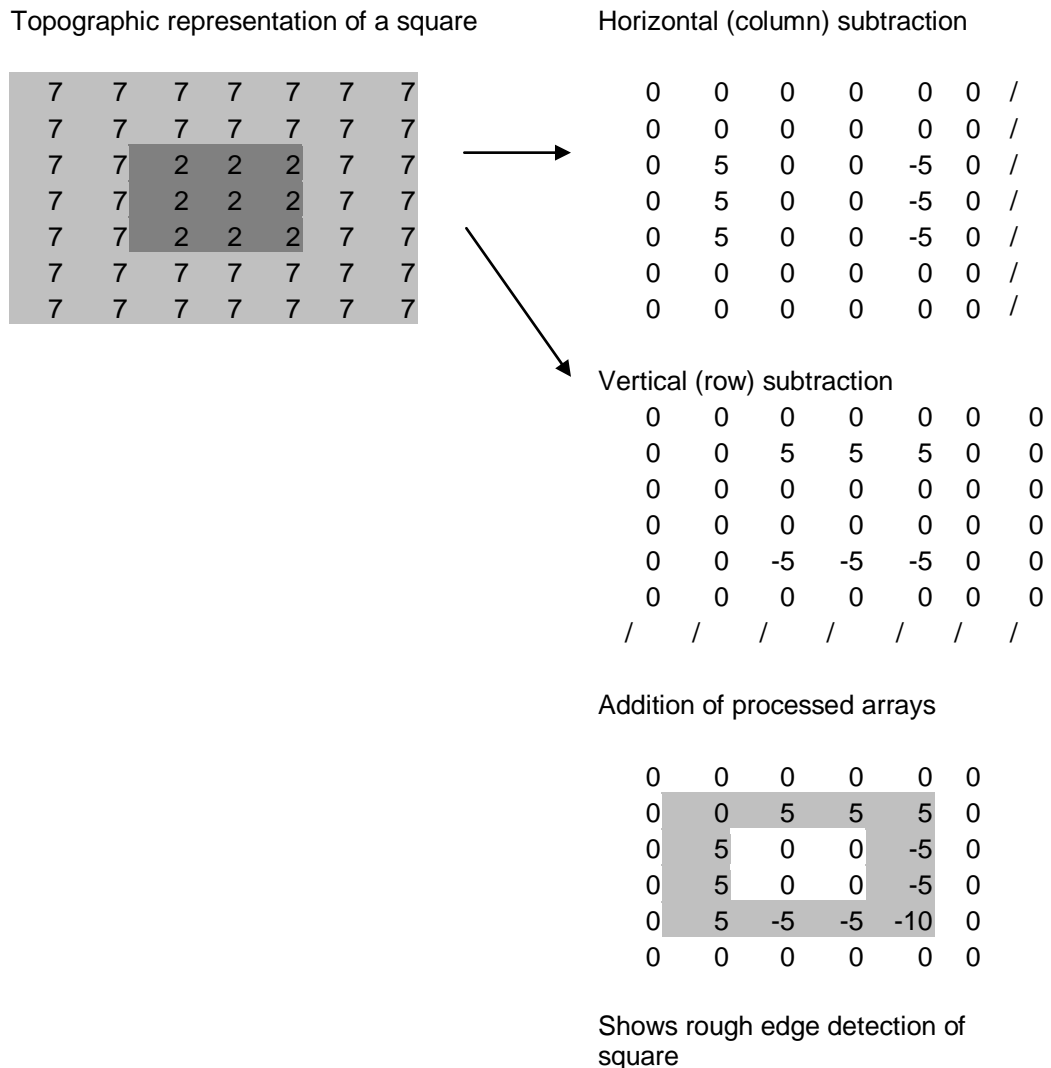 Topographic representation of a square
7 7 7 7 7 7 7
7 7 7 7 7 7 7
7 7 2 2 2 7 7
7 7 2 2 2 7 7
7 7 2 2 2 7 7
7 7 7 7 7 7 7
7 7 7 7 7 7 7
Horizontal (column) subtraction
0 0 0 0 0 0 /
0 0 0 0 0 0 /
0 5 0 0 -5 0 /
0 5 0 0 -5 0 /
0 5 0 0 -5 0 /
0 0 0 0 0 0 /
0 0 0 0 0 0 /
Vertical (row) subtraction
0 0 0 0 0 0 0
0 0 5 5 5 0 0
0 0 0 0 0 0 0
0 0 0 0 0 0 0
0 0 -5 -5 -5 0 0
0 0 0 0 0 0 0
/ / / / / / /
Addition of processed arrays
0 0 0 0 0 0
0 0 5 5 5 0
0 5 0 0 -5 0
0 5 0 0 -5 0
0 5 -5 -5 -10 0
0 0 0 0 0 0
Shows rough edge detection of
square